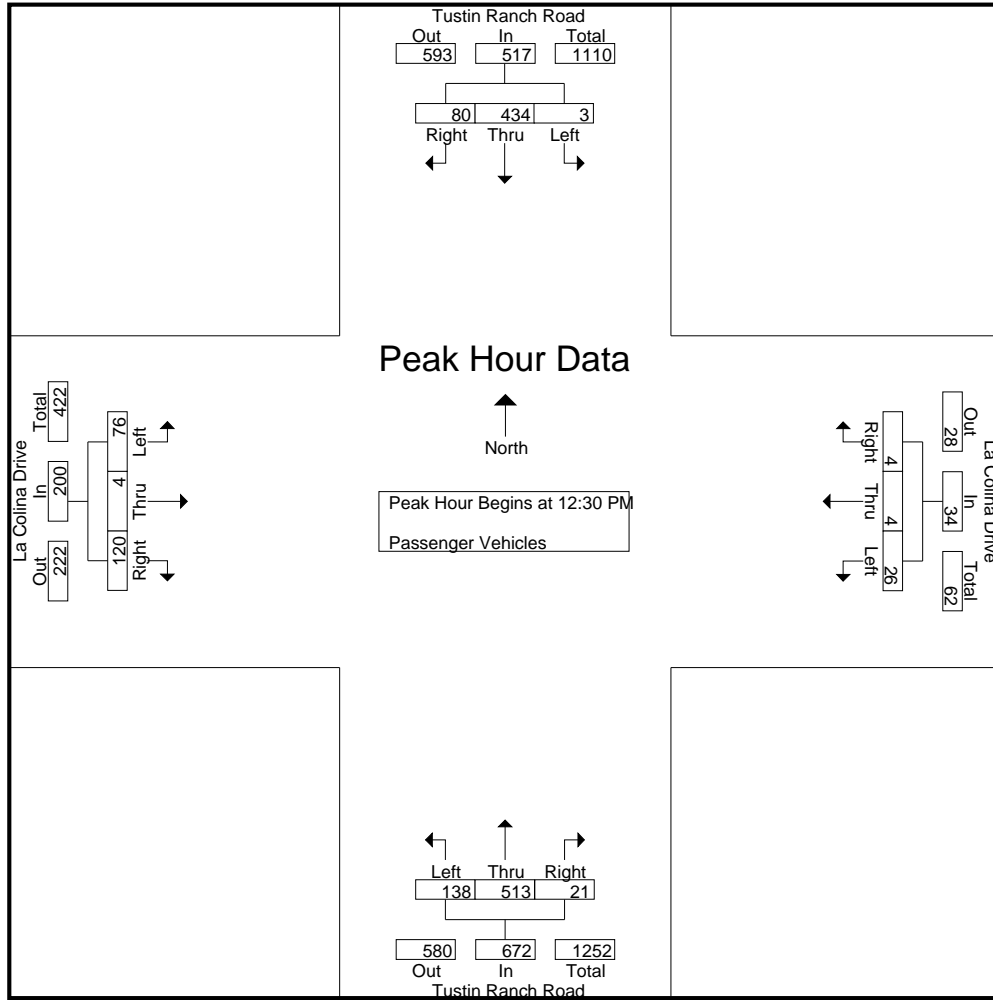 Tustin Ranch Road
Out In Total
593 517 1110
80 434 3
Right Thru Left
Peak Hour Data
North
Peak Hour Begins at 12:30 PM
Passenger Vehicles
La Colina Drive
Total In Out
422 200 222
76 4 120
Left Thru Right
La Colina Drive
Out In Total
28 34 62
4 4 26
Right Thru Left
Left Thru Right
138 513 21
580 672 1252
Out In Total
Tustin Ranch Road